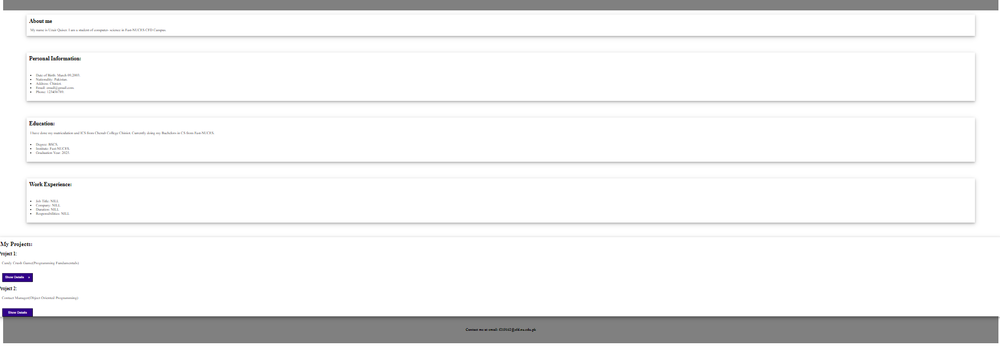 About me
My name is Uzair Qaiser. I am a student of computer- science in Fast-NUCES CFD Campus.
Personal Information:
• Date of Birth: March 09,2003.
• Nationality: Pakistan.
• Address: Chiniot.
• Email: email@gmail.com.
• Phone: 123456789.
Education:
I have done my matriculation and ICS from Chenab College Chiniot. Currently doing my Bachelors in CS from Fast-NUCES.
• Degree: BSCS.
• Institute: Fast-NUCES.
• Graduation Year: 2025.
Work Experience:
• Job Title: NILL
• Company: NILL
• Duration: NILL
• Responsibilities: NILL
My Projects:
Project 1:
Candy Crush Game(Programming Fundamentals)
Show Details »
Project 2:
Contact Manager(Object Oriented Programming)
Show Details
Contact me at email: f219162@cfd.nu.edu.pk